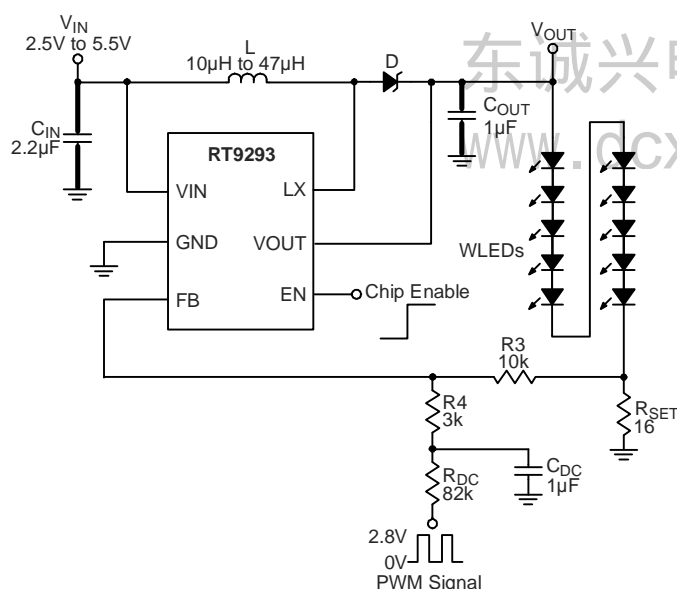 V_IN
2.5V to 5.5V
L
10µH to 47µH
D
V_OUT
东诚兴电
www.dcx
C_IN
2.2µF
C_OUT
1µF
RT9293
VIN
LX
GND
VOUT
WLEDs
FB
EN
Chip Enable
R3
10k
R4
3k
R_SET
16
R_DC
82k
C_DC
1µF
2.8V
0V
PWM Signal